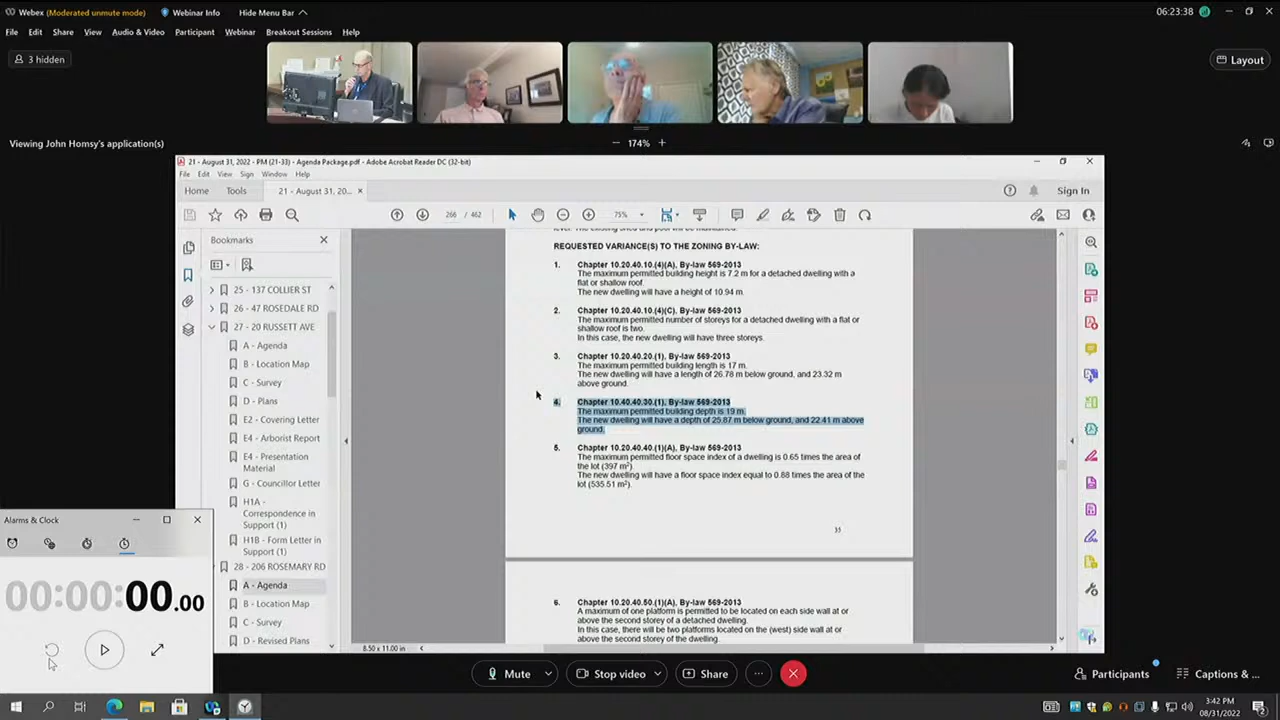 Webex (Moderated unmute mode) Webinar Info Hide Menu Bar 06:23:38
File Edit Share View Audio & Video Participant Webinar Breakout Sessions Help
3 hidden
Layout
174%
Viewing John Homsy's application(s)
21 - August 31, 2022 - PM (21-33) - Agenda Package.pdf - Adobe Acrobat Reader DC (32-bit)
File Edit View Sign Window Help
Home Tools 21 - August 31, 20... Sign In
266 / 462 75%
Bookmarks
25 - 137 COLLIER ST
26 - 47 ROSEDALE RD
27 - 20 RUSSETT AVE
A - Agenda
B - Location Map
C - Survey
D - Plans
E2 - Covering Letter
E4 - Arborist Report
E4 - Presentation
Material
G - Councillor Letter
H1A -
Correspondence in
Support (1)
H1B - Form Letter in
Support (1)
28 - 206 ROSEMARY RD
A - Agenda
B - Location Map
C - Survey
D - Revised Plans
level. The existing shed and pool will be maintained.
REQUESTED VARIANCE(S) TO THE ZONING BY-LAW:
1. Chapter 10.20.40.10.(4)(A), By-law 569-2013
The maximum permitted building height is 7.2 m for a detached dwelling with a
flat or shallow roof.
The new dwelling will have a height of 10.94 m.
2. Chapter 10.20.40.10.(4)(C), By-law 569-2013
The maximum permitted number of storeys for a detached dwelling with a flat or
shallow roof is two.
In this case, the new dwelling will have three storeys.
3. Chapter 10.20.40.20.(1), By-law 569-2013
The maximum permitted building length is 17 m.
The new dwelling will have a length of 26.78 m below ground, and 23.32 m
above ground.
4. Chapter 10.40.40.30.(1), By-law 569-2013
The maximum permitted building depth is 19 m.
The new dwelling will have a depth of 25.87 m below ground, and 22.41 m above
ground.
5. Chapter 10.20.40.40.(1)(A), By-law 569-2013
The maximum permitted floor space index of a dwelling is 0.65 times the area of
the lot (397 m²).
The new dwelling will have a floor space index equal to 0.88 times the area of the
lot (535.51 m²).
35
6. Chapter 10.20.40.50.(1)(A), By-law 569-2013
A maximum of one platform is permitted to be located on each side wall at or
above the second storey of a detached dwelling.
In this case, there will be two platforms located on the (west) side wall at or
above the second storey of the dwelling.
8.50 x 11.00 in
Alarms & Clock
00:00:00.00
Mute Stop video Share Participants Captions & ...
3:42 PM
08/31/2022